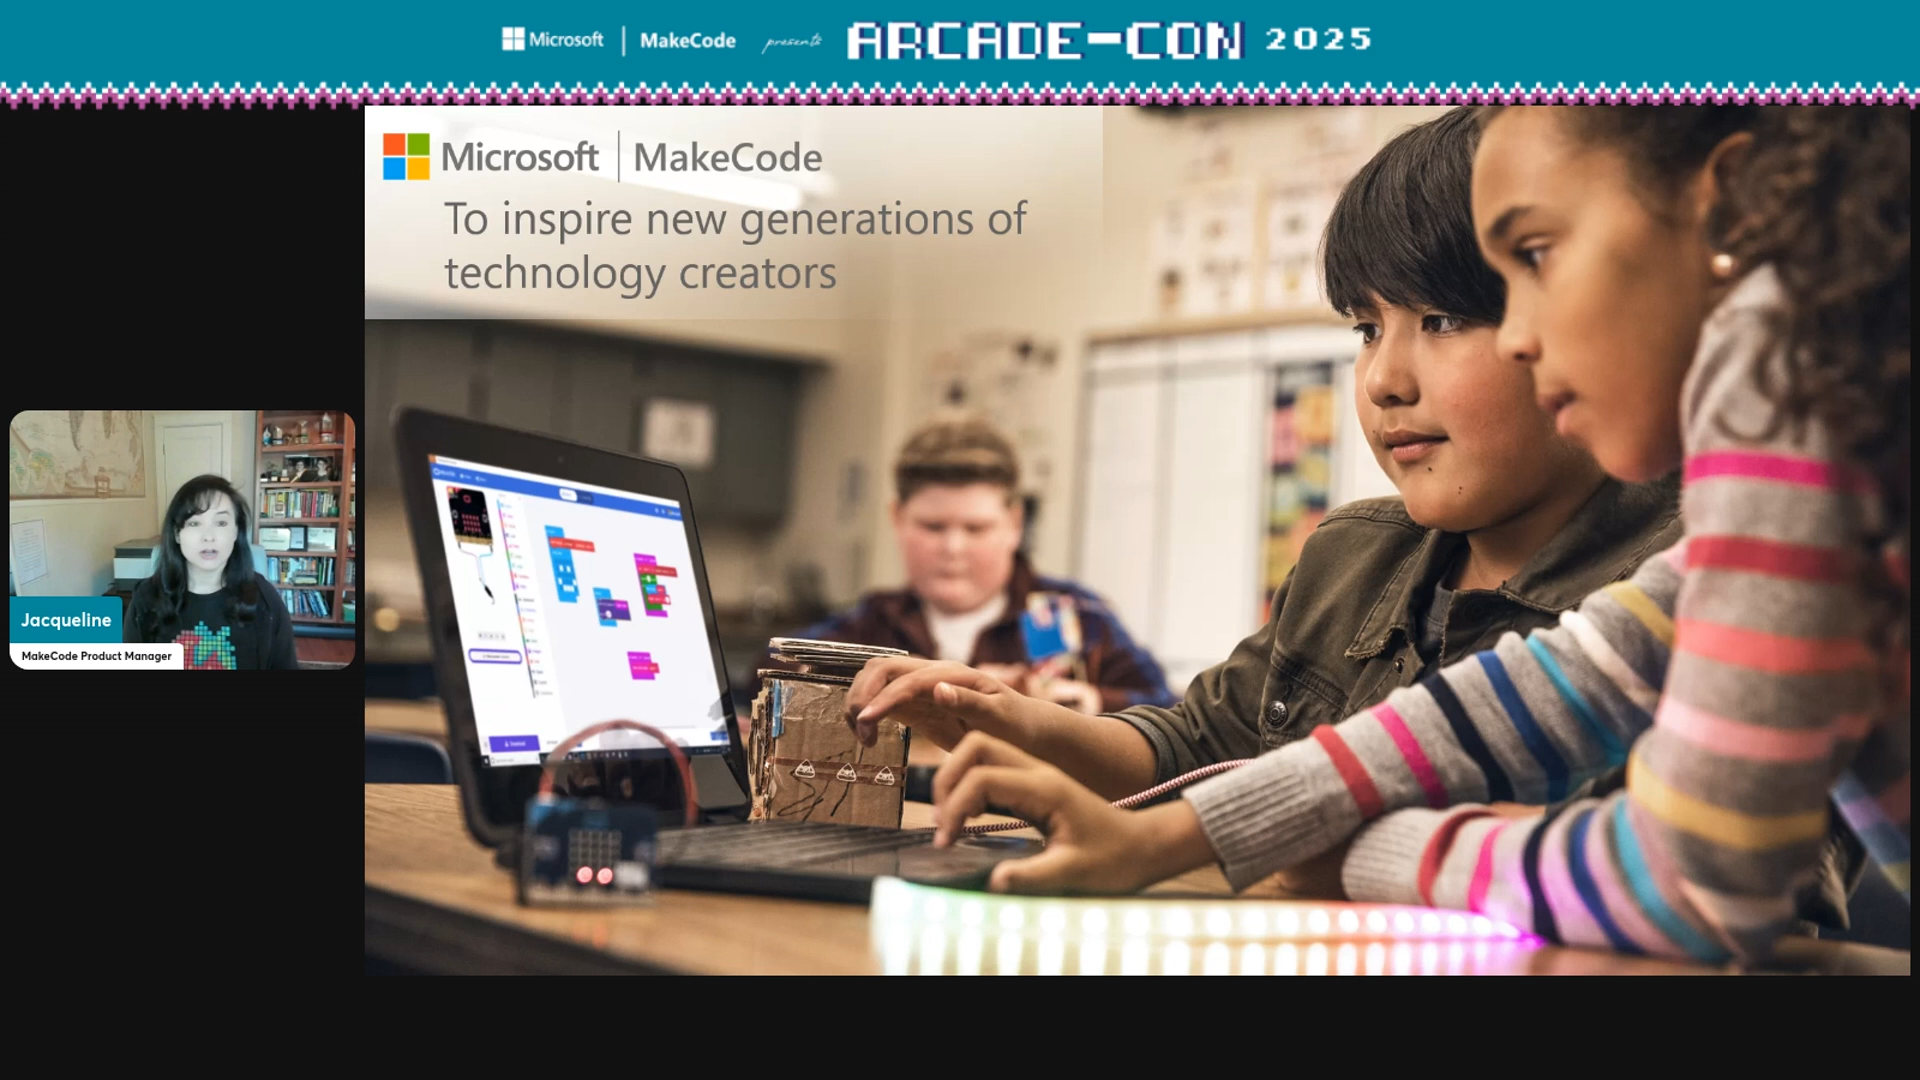 Microsoft | MakeCode presents ARCADE-CON 2025
Microsoft | MakeCode
To inspire new generations of
technology creators
Jacqueline
MakeCode Product Manager